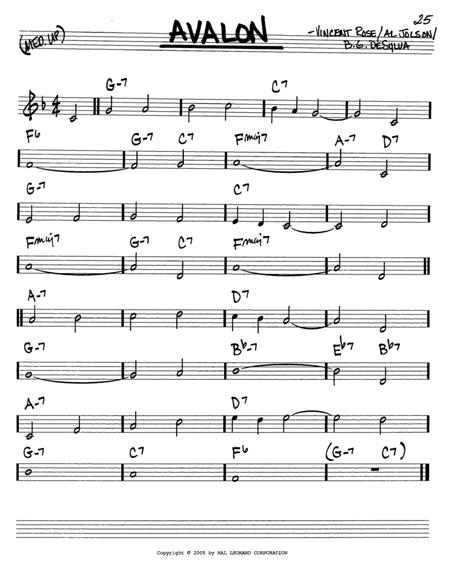 25
AVALON
(MED. UP)
- VINCENT ROSE/AL JOLSON/
B.G. DESYLVA
G-7 C7
F6 G-7 C7 Fmaj7 A-7 D7
G-7 C7
Fmaj7 G-7 C7 Fmaj7
A-7 D7
G-7 Bb-7 Eb7 Bb7
A-7 D7
G-7 C7 F6 (G-7 C7)
Copyright © 2005 by HAL LEONARD CORPORATION